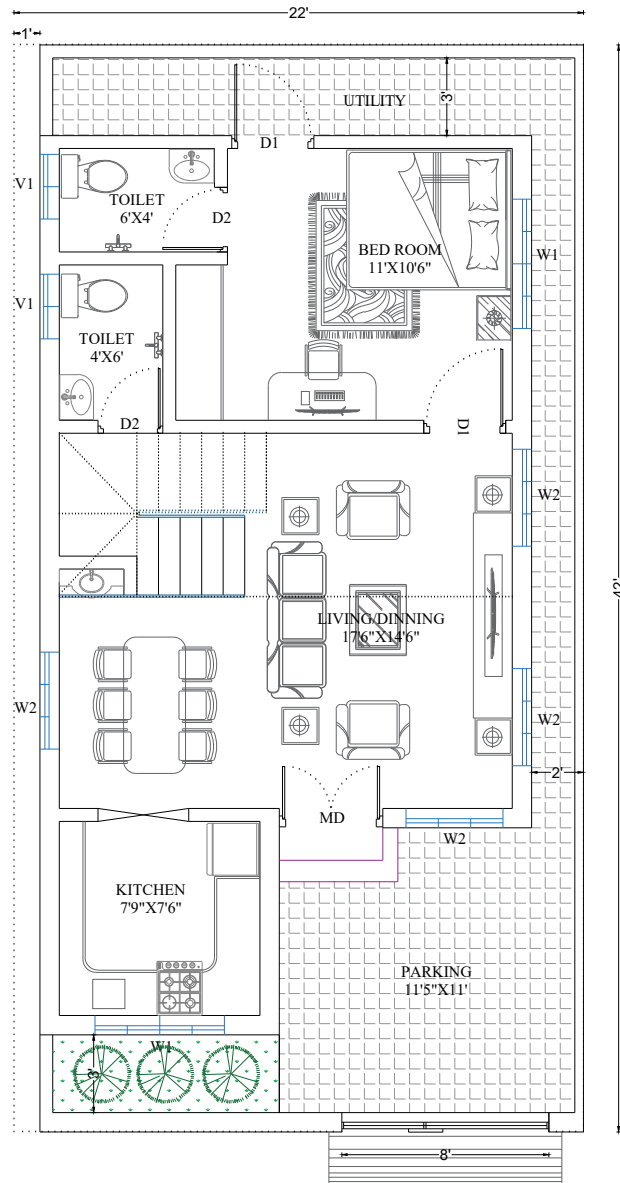 22'
1'
UTILITY
3'
D1
V1
TOILET
6'X4'
D2
BED ROOM
11'X10'6"
W1
V1
TOILET
4'X6'
D2
D1
W2
42'
LIVING/DINNING
17'6"X14'6"
W2
W2
2'
MD
W2
KITCHEN
7'9"X7'6"
PARKING
11'5"X11'
W1
3'
8'